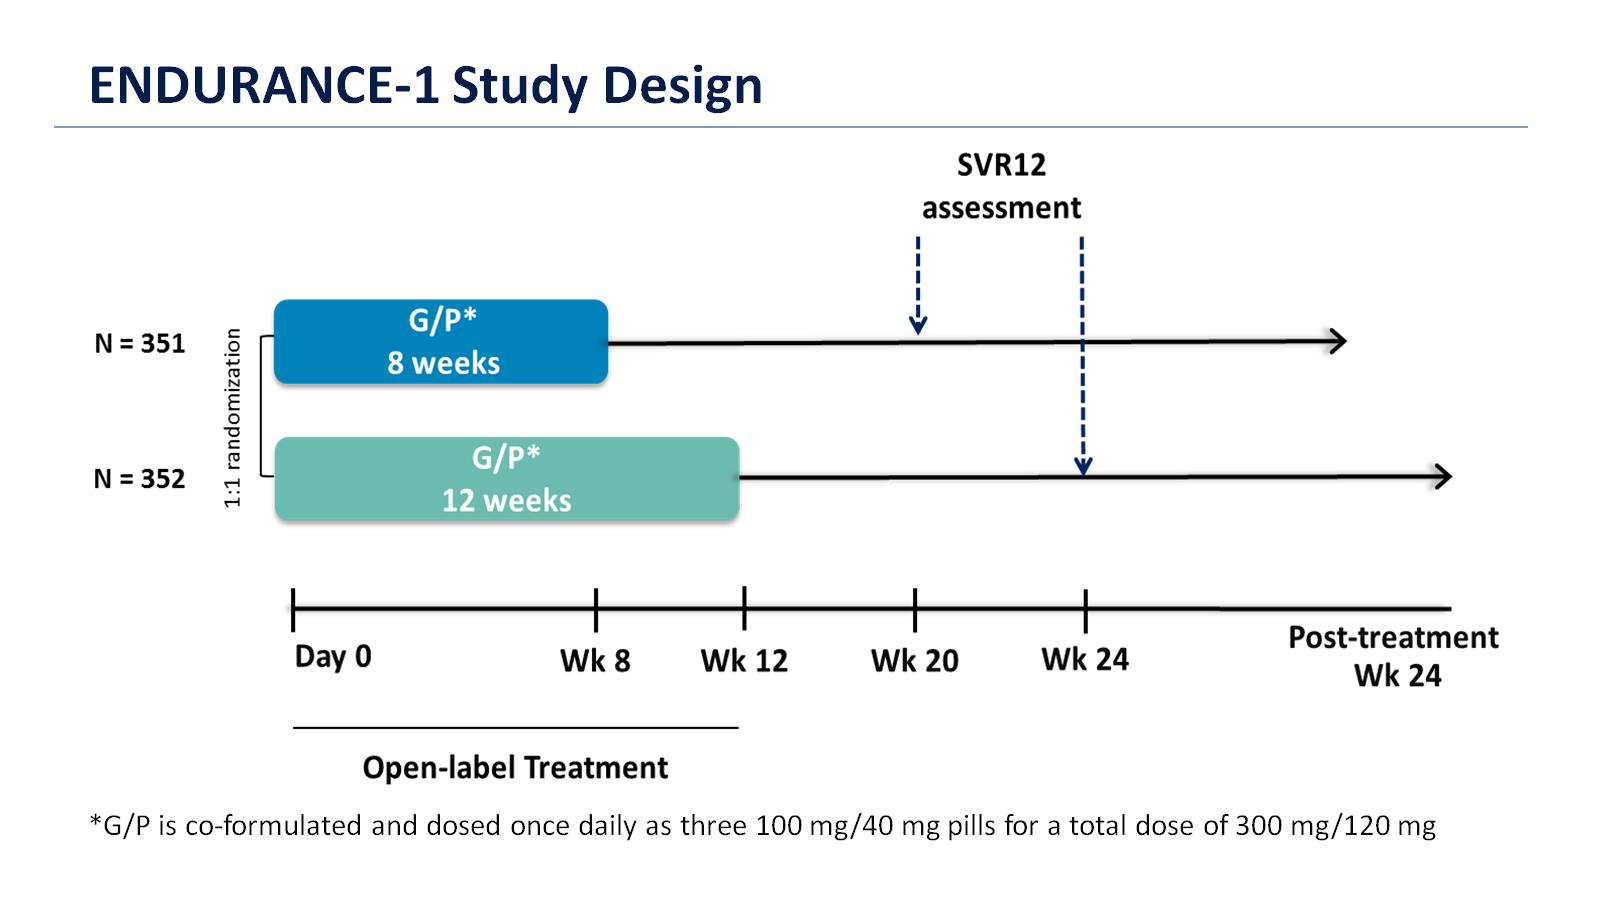 ENDURANCE-1 Study Design
SVR12
assessment
N = 351
1:1 randomization
G/P*
8 weeks
N = 352
G/P*
12 weeks
Day 0
Wk 8
Wk 12
Wk 20
Wk 24
Post-treatment
Wk 24
Open-label Treatment
*G/P is co-formulated and dosed once daily as three 100 mg/40 mg pills for a total dose of 300 mg/120 mg